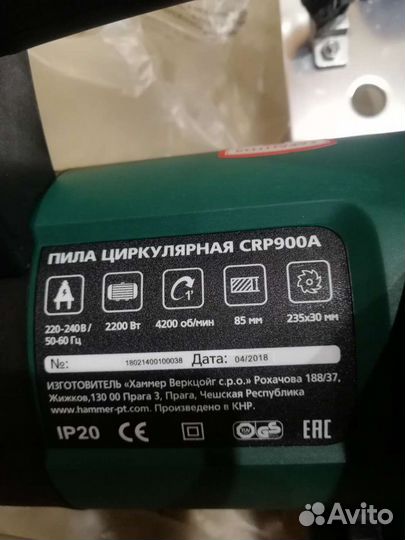 ПИЛА ЦИРКУЛЯРНАЯ CRP900A
220-240В/ 50-60 Гц
2200 Вт
4200 об/мин
85 мм
235x30 мм
№: 18021400100038 Дата: 04/2018
ИЗГОТОВИТЕЛЬ «Хаммер Веркцойг с.р.о.» Рохачова 188/37,
Жижков,130 00 Прага 3, Прага, Чешская Республика
www.hammer-pt.com. Произведено в КНР.
IP20 CE GS EAC
Avito